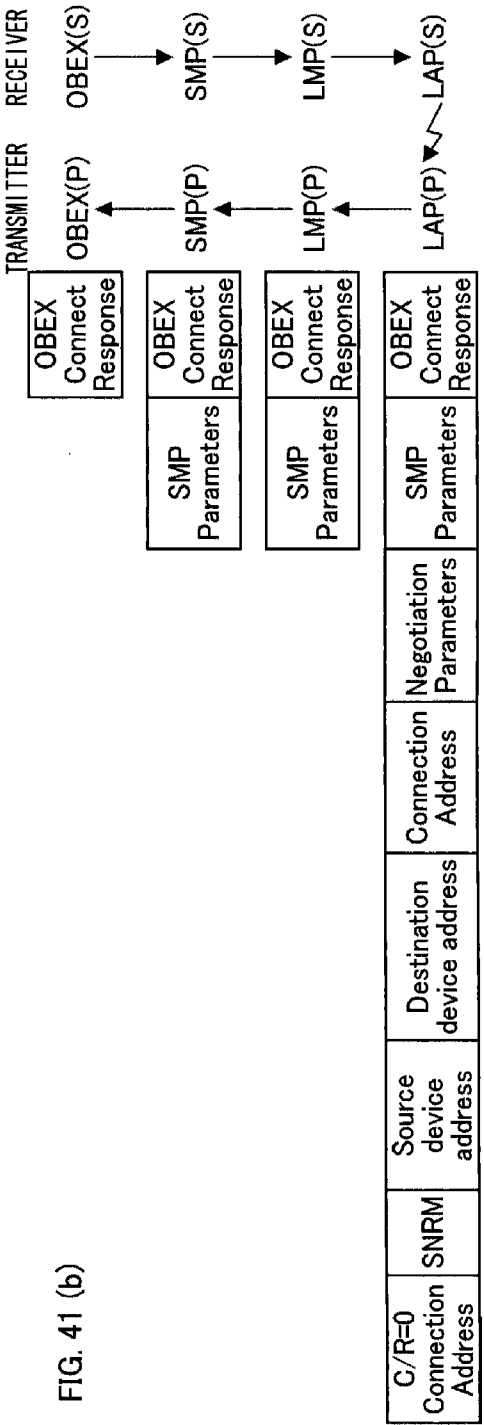 FIG. 41 (b)
TRANSMITTER
RECEIVER
OBEX
Connect
Response
OBEX(P)
OBEX(S)
SMP
Parameters
OBEX
Connect
Response
SMP(P)
SMP(S)
SMP
Parameters
OBEX
Connect
Response
LMP(P)
LMP(S)
C/R=0
Connection
Address
SNRM
Source
device
address
Destination
device address
Connection
Address
Negotiation
Parameters
SMP
Parameters
OBEX
Connect
Response
LAP(P)
LAP(S)